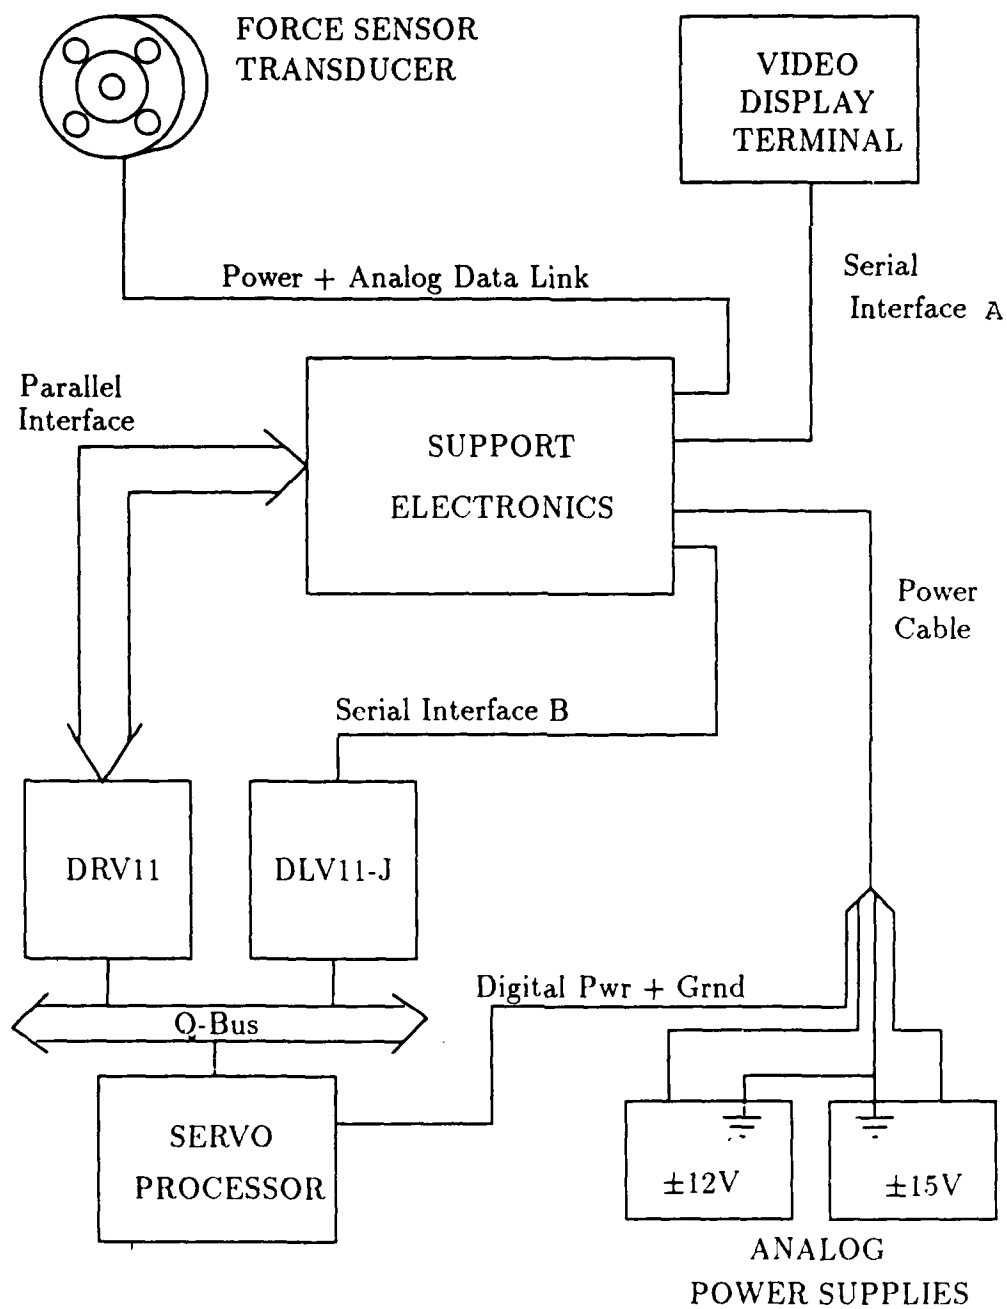 FORCE SENSOR
TRANSDUCER
VIDEO
DISPLAY
TERMINAL
Power + Analog Data Link
Serial
Interface A
Parallel
Interface
SUPPORT
ELECTRONICS
Power
Cable
Serial Interface B
DRV11
DLV11-J
Digital Pwr + Grnd
Q-Bus
SERVO
PROCESSOR
±12V
±15V
ANALOG
POWER SUPPLIES